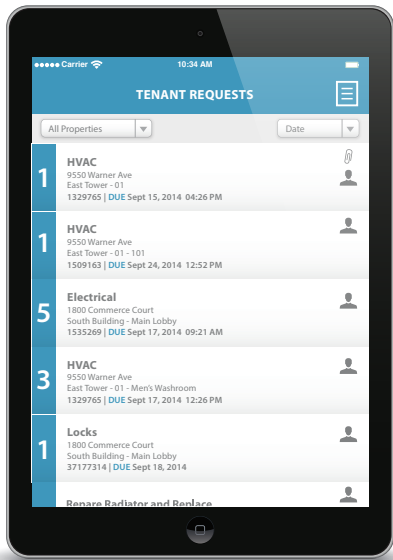 Carrier 10:34 AM
TENANT REQUESTS
All Properties Date
1
HVAC
9550 Warner Ave
East Tower - 01
1329765 | DUE Sept 15, 2014 04:26 PM
1
HVAC
9550 Warner Ave
East Tower - 01 - 101
1509163 | DUE Sept 24, 2014 12:52 PM
5
Electrical
1800 Commerce Court
South Building - Main Lobby
1535269 | DUE Sept 17, 2014 09:21 AM
3
HVAC
9550 Warner Ave
East Tower - 01 - Men's Washroom
1329765 | DUE Sept 17, 2014 12:26 PM
1
Locks
1800 Commerce Court
South Building - Main Lobby
37177314 | DUE Sept 18, 2014
Repare Radiator and Replace